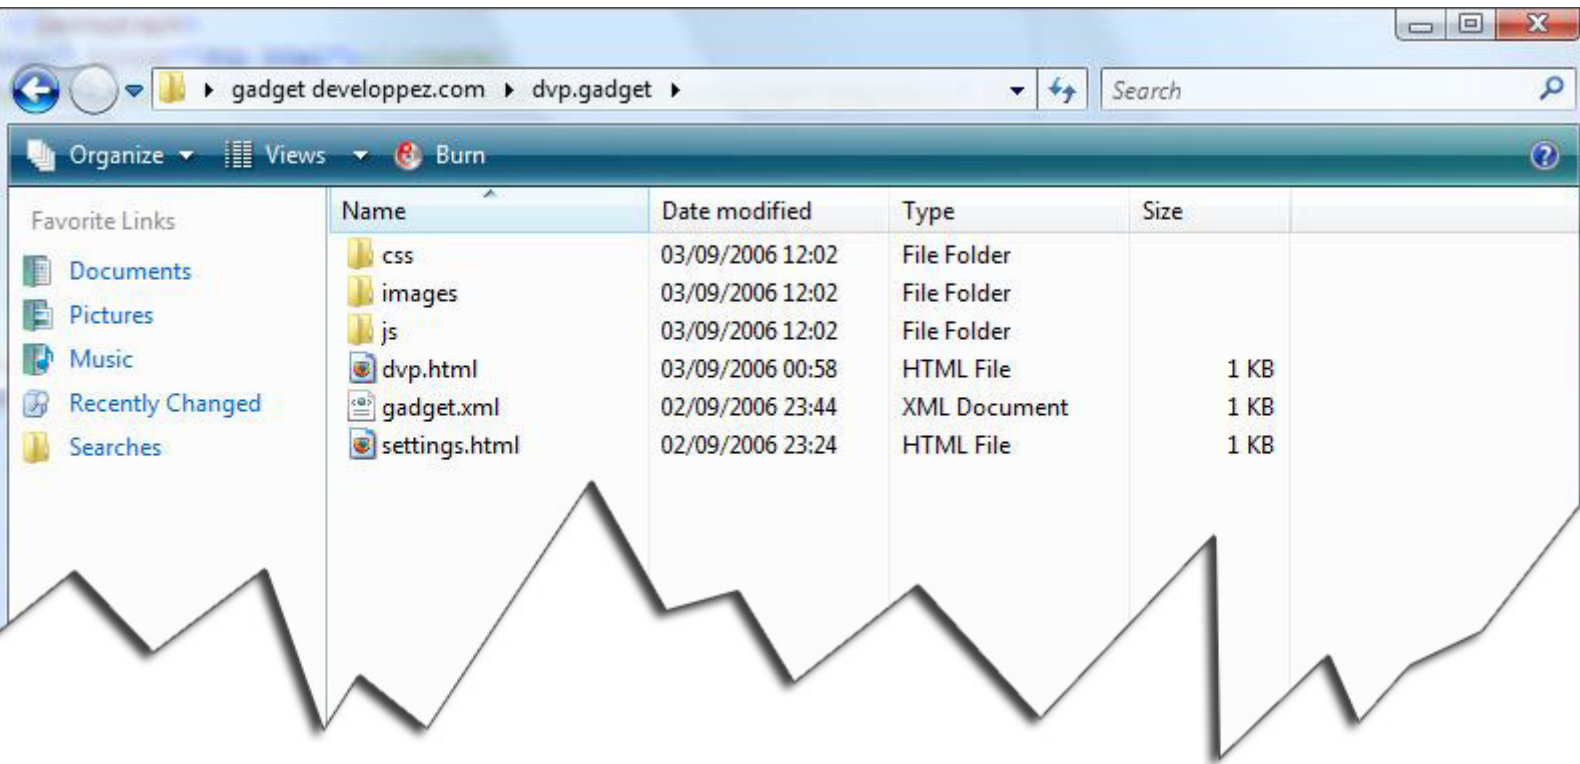 gadget developpez.com dvp.gadget
Search
Organize Views Burn
Favorite Links
Documents
Pictures
Music
Recently Changed
Searches
Name Date modified Type Size
css 03/09/2006 12:02 File Folder
images 03/09/2006 12:02 File Folder
js 03/09/2006 12:02 File Folder
dvp.html 03/09/2006 00:58 HTML File 1 KB
gadget.xml 02/09/2006 23:44 XML Document 1 KB
settings.html 02/09/2006 23:24 HTML File 1 KB